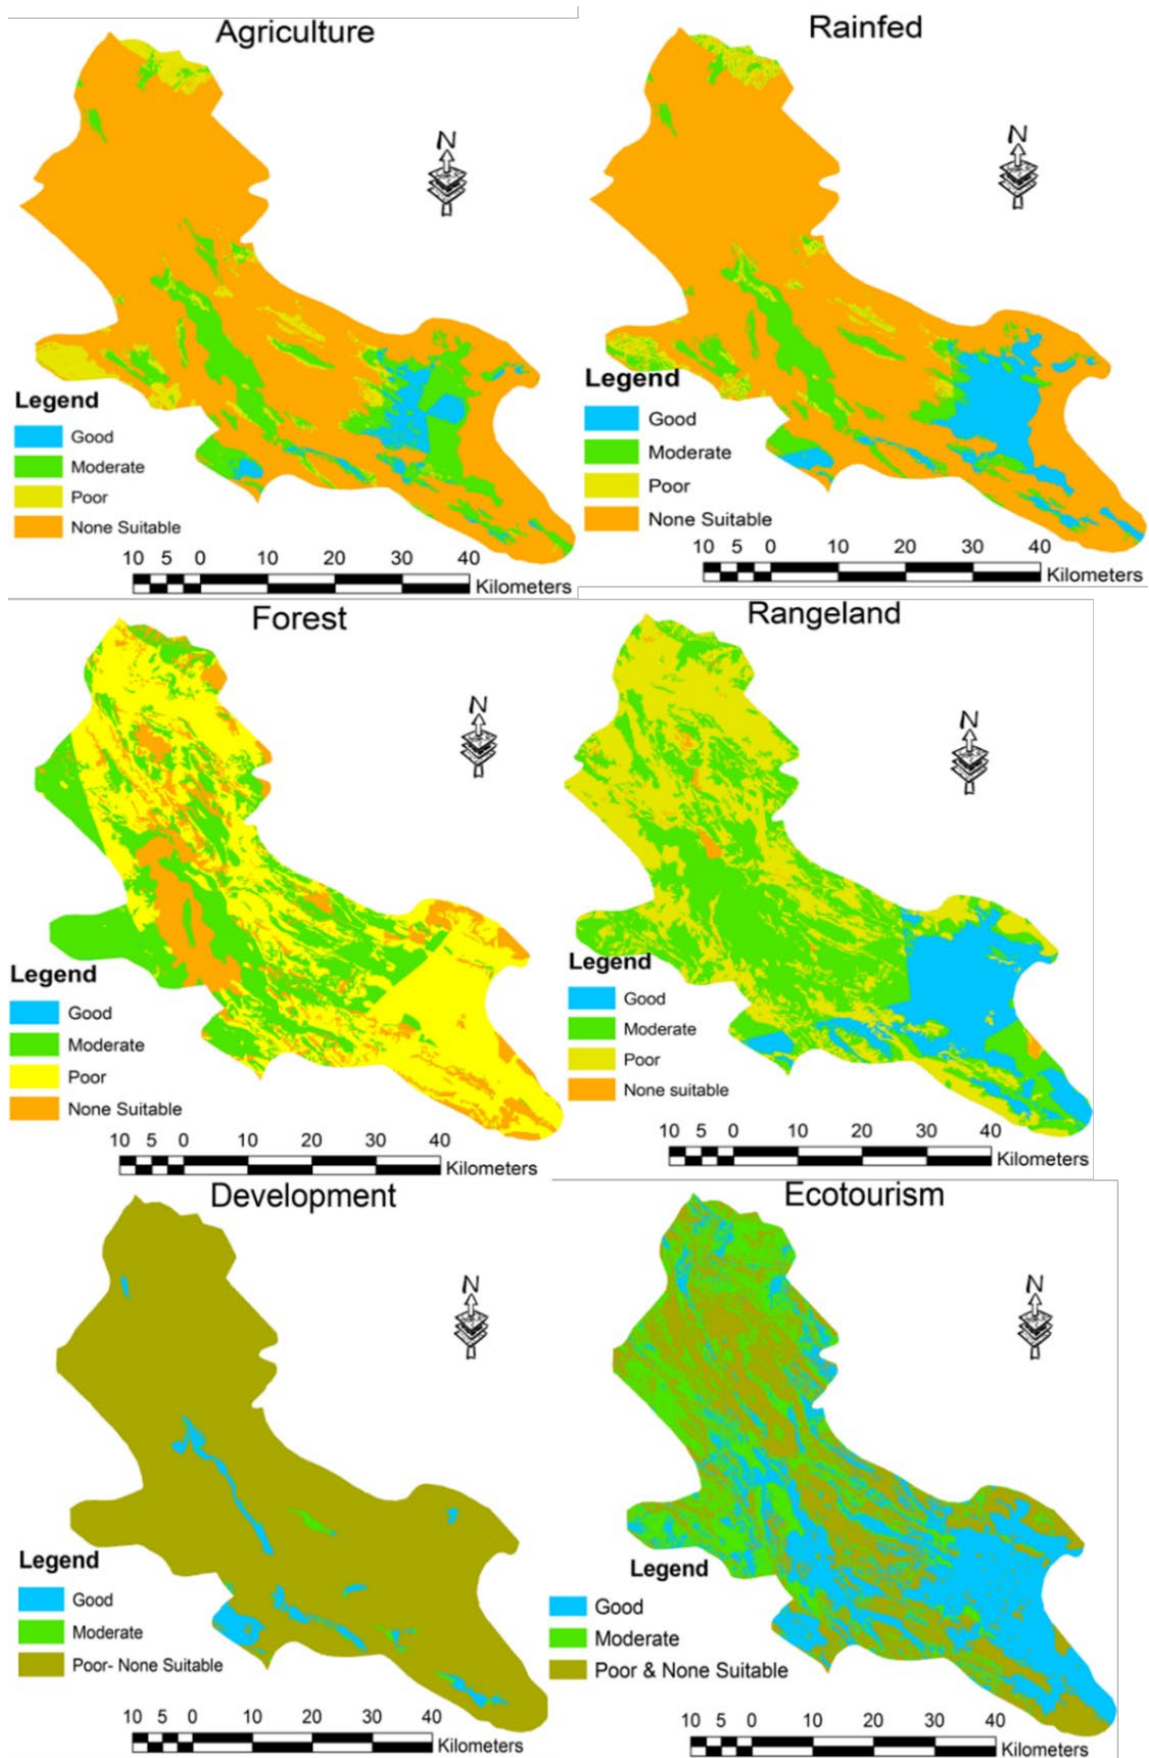 Agriculture
N
Legend
Good
Moderate
Poor
None Suitable
10 5 0 10 20 30 40
Kilometers
Rainfed
N
Legend
Good
Moderate
Poor
None Suitable
10 5 0 10 20 30 40
Kilometers
Forest
N
Legend
Good
Moderate
Poor
None Suitable
10 5 0 10 20 30 40
Kilometers
Rangeland
N
Legend
Good
Moderate
Poor
None suitable
10 5 0 10 20 30 40
Kilometers
Development
N
Legend
Good
Moderate
Poor- None Suitable
10 5 0 10 20 30 40
Kilometers
Ecotourism
N
Legend
Good
Moderate
Poor & None Suitable
10 5 0 10 20 30 40
Kilometers